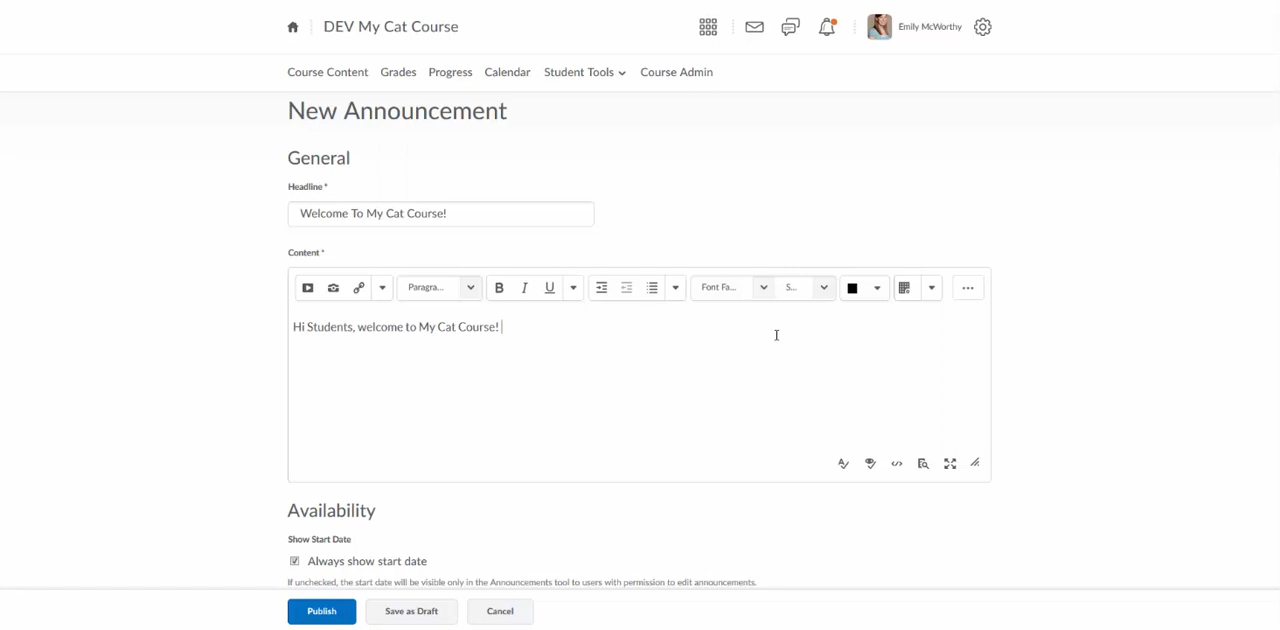 DEV My Cat Course
Emily McWorthy
Course Content Grades Progress Calendar Student Tools Course Admin
New Announcement
General
Headline *
Welcome To My Cat Course!
Content *
Paragra... B I U Font Fa... S... ...
Hi Students, welcome to My Cat Course!
Availability
Show Start Date
Always show start date
If unchecked, the start date will be visible only in the Announcements tool to users with permission to edit announcements.
Publish Save as Draft Cancel